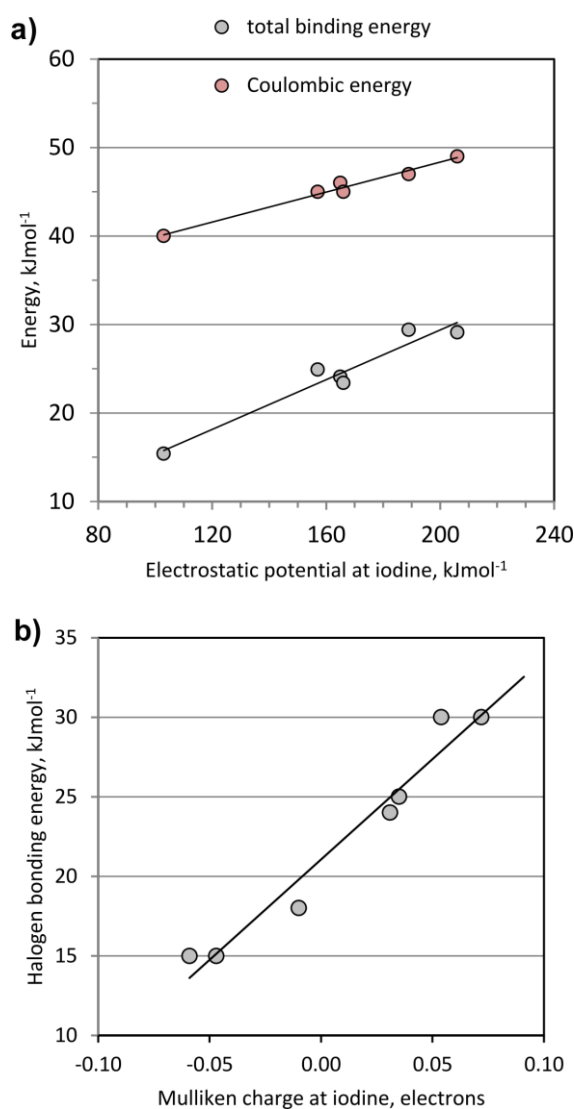 a)
total binding energy
Coulombic energy
60
50
40
30
20
10
Energy, kJmol⁻¹
80
120
160
200
240
Electrostatic potential at iodine, kJmol⁻¹
b)
35
30
25
20
15
10
Halogen bonding energy, kJmol⁻¹
-0.10
-0.05
0.00
0.05
0.10
Mulliken charge at iodine, electrons